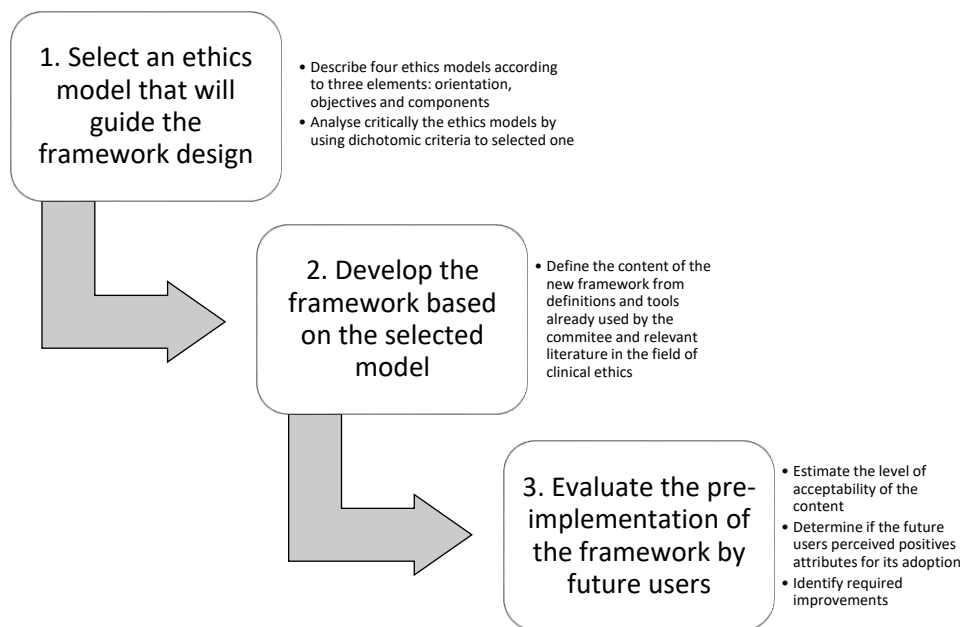 1. Select an ethics
model that will
guide the
framework design
• Describe four ethics models according
to three elements: orientation,
objectives and components
• Analyse critically the ethics models by
using dichotomic criteria to selected one
2. Develop the
framework based
on the selected
model
• Define the content of the
new framework from
definitions and tools
already used by the
commitee and relevant
literature in the field of
clinical ethics
3. Evaluate the pre-
implementation of
the framework by
future users
• Estimate the level of
acceptability of the
content
• Determine if the future
users perceived positives
attributes for its adoption
• Identify required
improvements